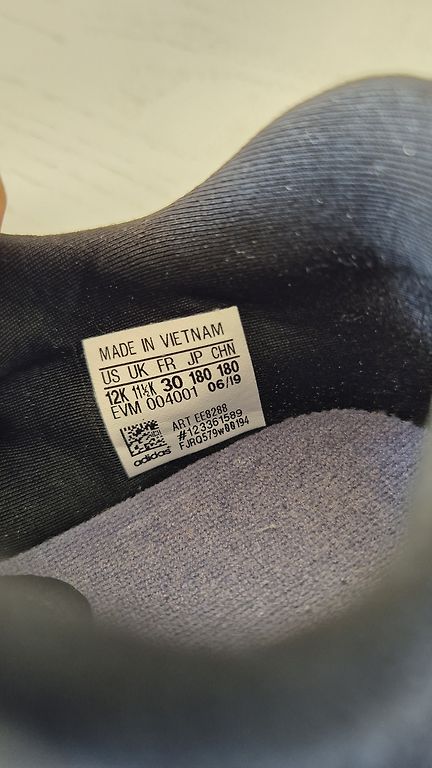 MADE IN VIETNAM
US UK FR JP CHN
12K 11½K 30 180 180
EVM 004001 06/19
ART EE8288
#123361589
FJRQ579W00194
adidas